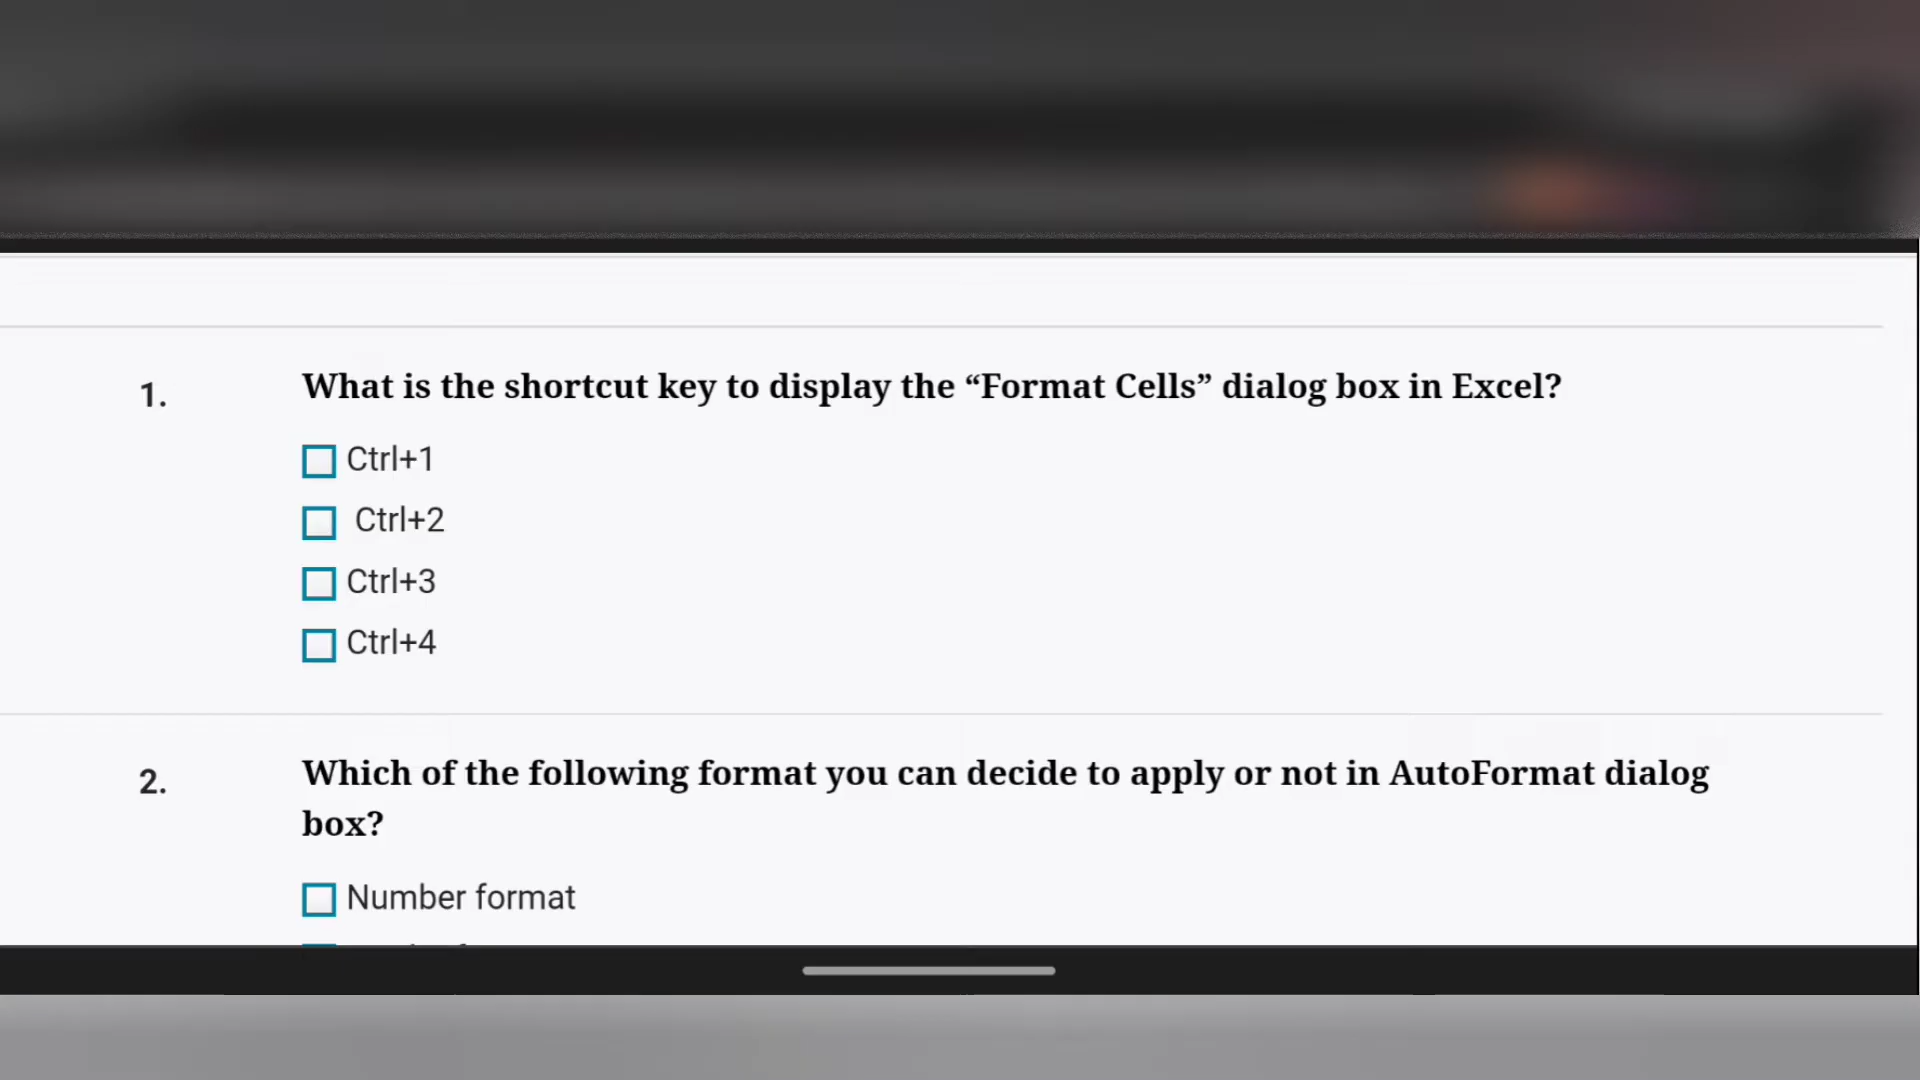 1.
What is the shortcut key to display the “Format Cells” dialog box in Excel?
Ctrl+1
Ctrl+2
Ctrl+3
Ctrl+4
2.
Which of the following format you can decide to apply or not in AutoFormat dialog
box?
Number format